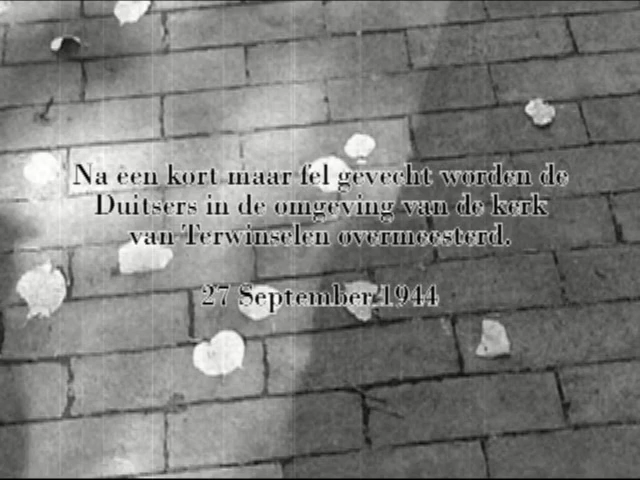 Na een kort maar fel gevecht worden de
Duitsers in de omgeving van de kerk
van Terwinselen overmeesterd.
27 September 1944